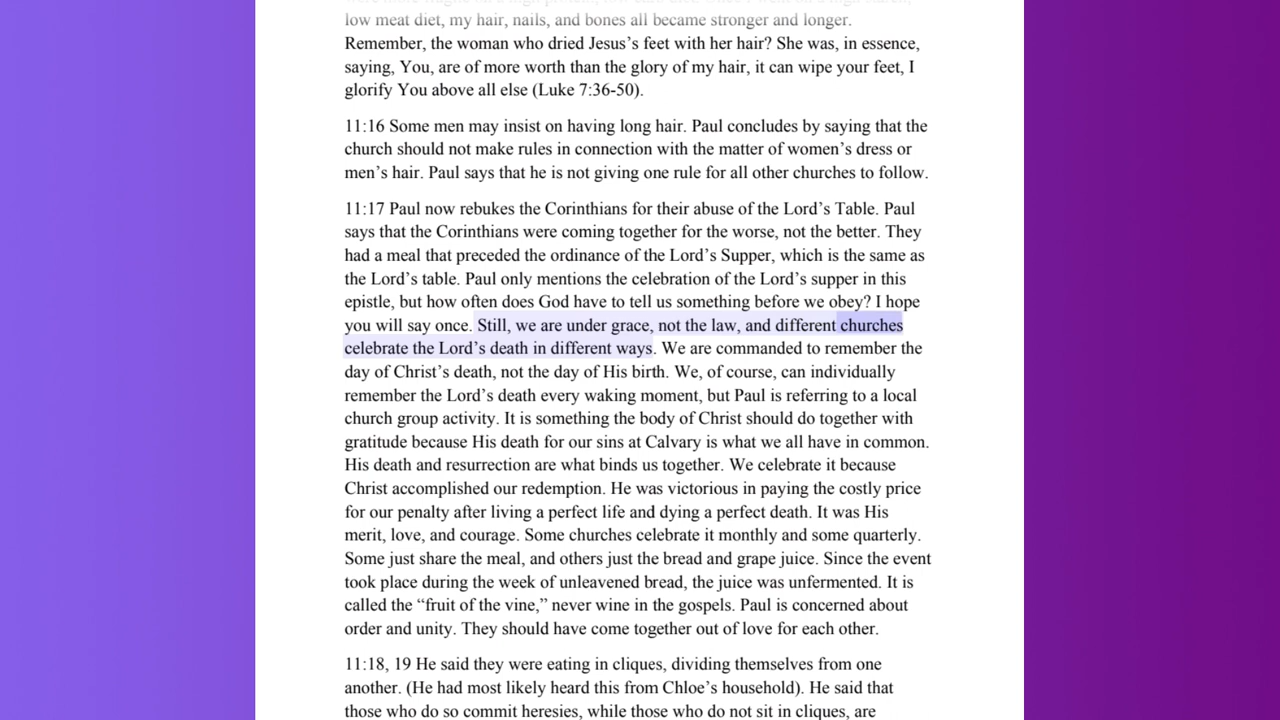 low meat diet, my hair, nails, and bones all became stronger and longer.
Remember, the woman who dried Jesus’s feet with her hair? She was, in essence,
saying, You, are of more worth than the glory of my hair, it can wipe your feet, I
glorify You above all else (Luke 7:36-50).
11:16 Some men may insist on having long hair. Paul concludes by saying that the
church should not make rules in connection with the matter of women’s dress or
men’s hair. Paul says that he is not giving one rule for all other churches to follow.
11:17 Paul now rebukes the Corinthians for their abuse of the Lord’s Table. Paul
says that the Corinthians were coming together for the worse, not the better. They
had a meal that preceded the ordinance of the Lord’s Supper, which is the same as
the Lord’s table. Paul only mentions the celebration of the Lord’s supper in this
epistle, but how often does God have to tell us something before we obey? I hope
you will say once. Still, we are under grace, not the law, and different churches
celebrate the Lord’s death in different ways. We are commanded to remember the
day of Christ’s death, not the day of His birth. We, of course, can individually
remember the Lord’s death every waking moment, but Paul is referring to a local
church group activity. It is something the body of Christ should do together with
gratitude because His death for our sins at Calvary is what we all have in common.
His death and resurrection are what binds us together. We celebrate it because
Christ accomplished our redemption. He was victorious in paying the costly price
for our penalty after living a perfect life and dying a perfect death. It was His
merit, love, and courage. Some churches celebrate it monthly and some quarterly.
Some just share the meal, and others just the bread and grape juice. Since the event
took place during the week of unleavened bread, the juice was unfermented. It is
called the “fruit of the vine,” never wine in the gospels. Paul is concerned about
order and unity. They should have come together out of love for each other.
11:18, 19 He said they were eating in cliques, dividing themselves from one
another. (He had most likely heard this from Chloe’s household). He said that
those who do so commit heresies, while those who do not sit in cliques, are